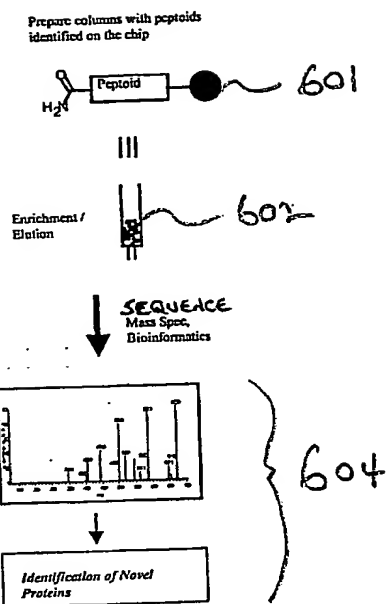 Prepare columns with peptoids
identified on the chip
O
Peptoid
H₂N
601
Enrichment /
Elution
602
SEQUENCE
Mass Spec,
Bioinformatics
604
Identification of Novel
Proteins